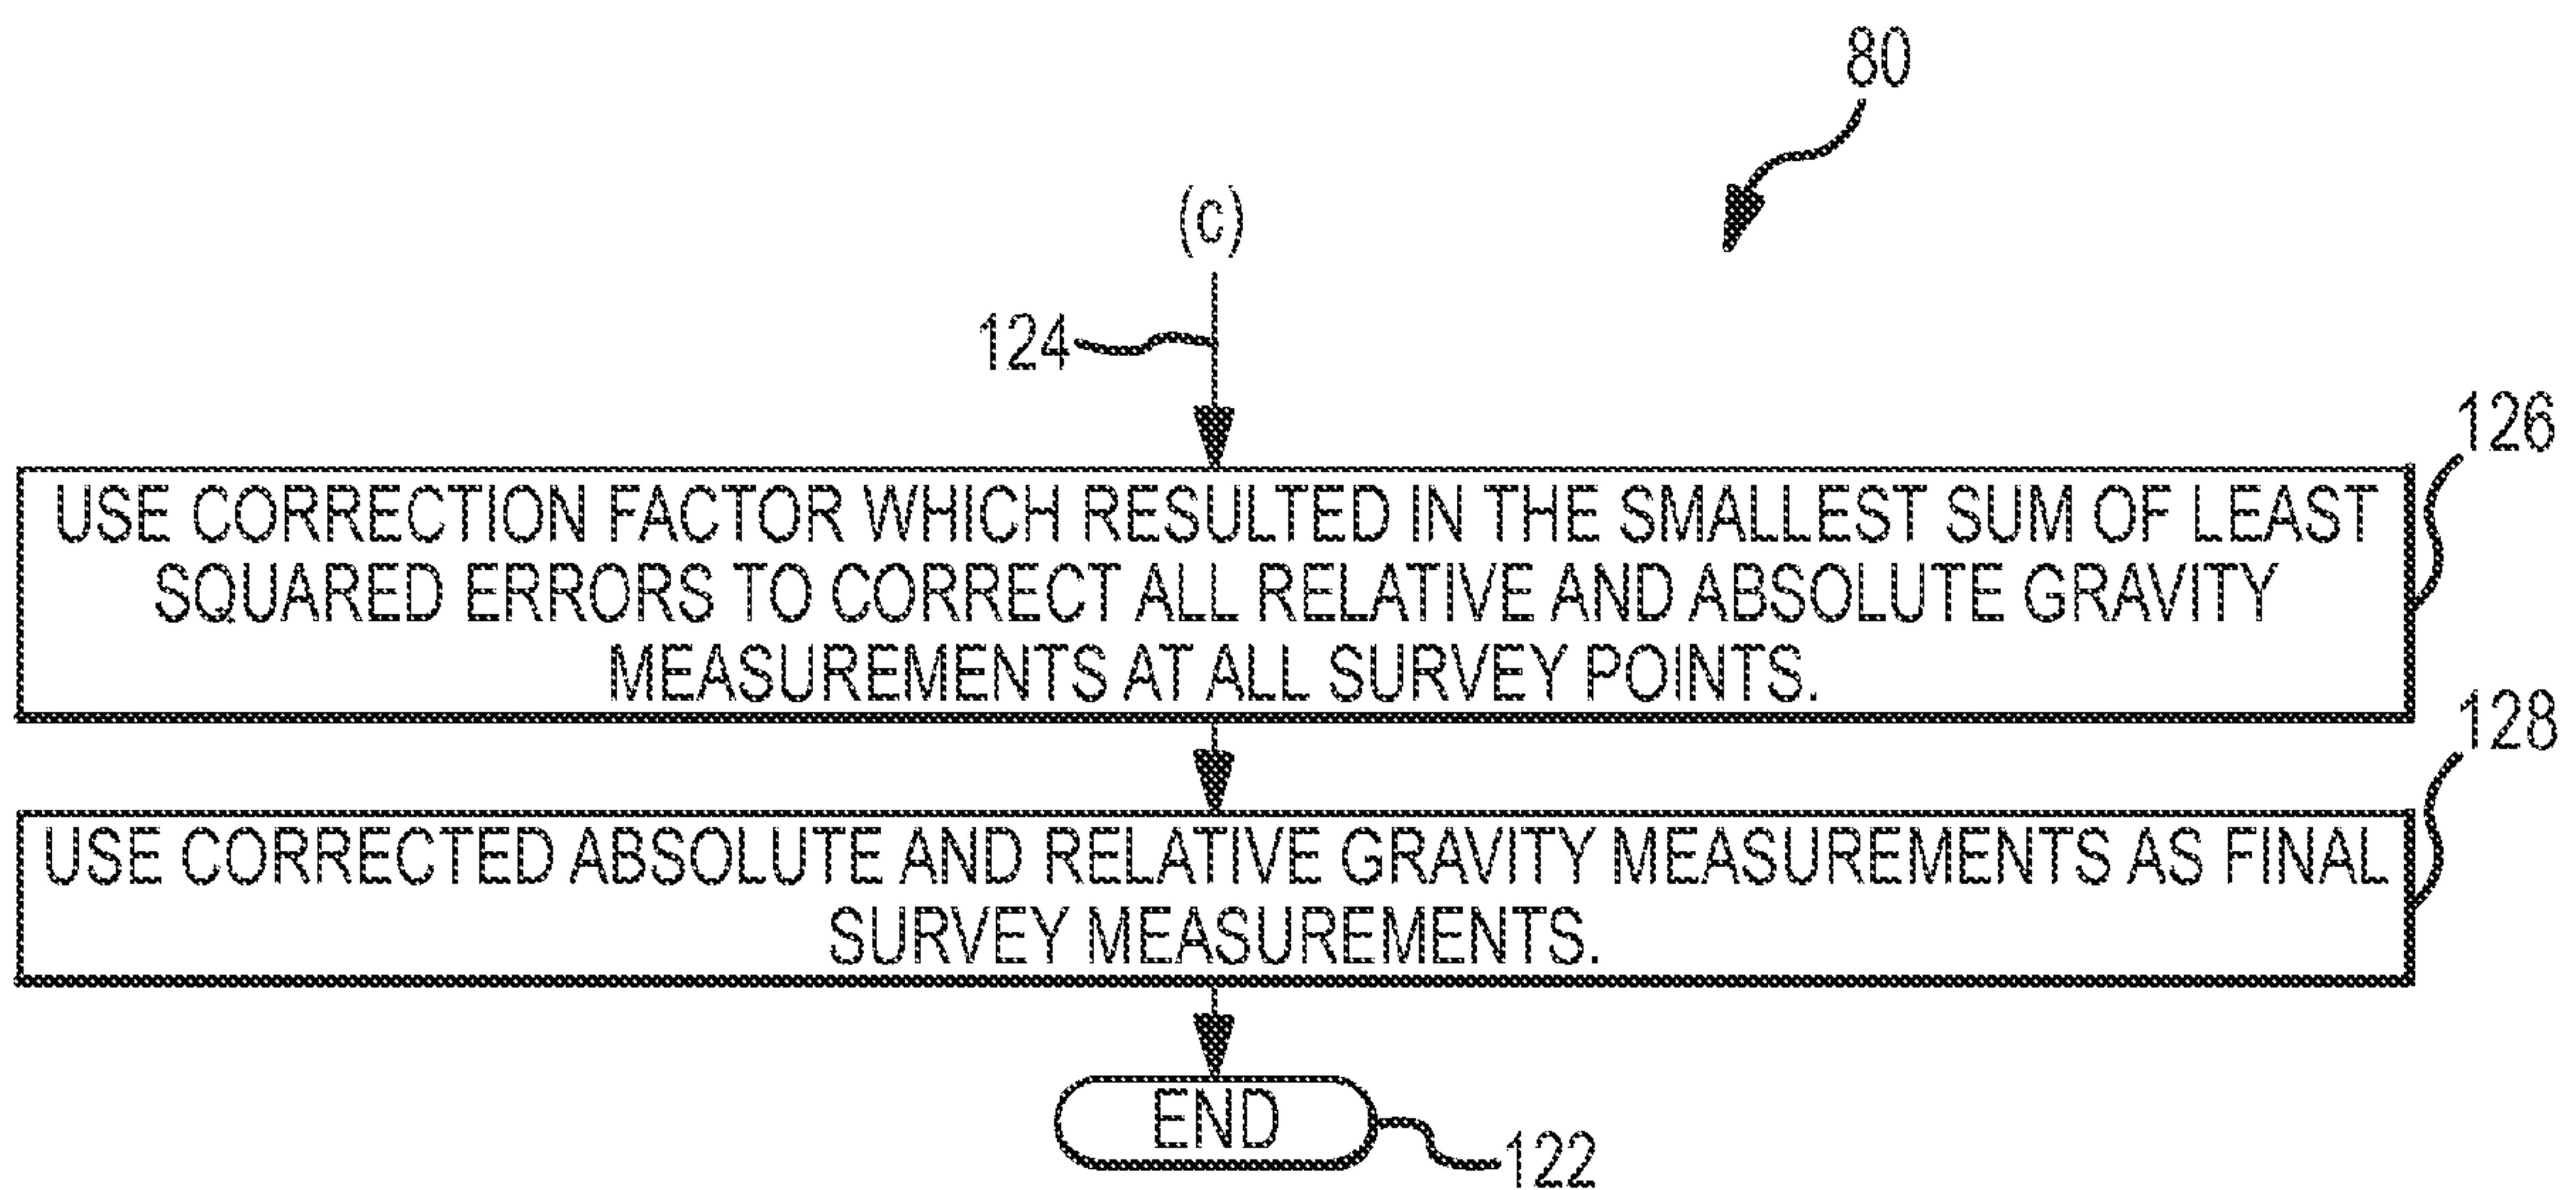 80
(c)
124
126
USE CORRECTION FACTOR WHICH RESULTED IN THE SMALLEST SUM OF LEAST
SQUARED ERRORS TO CORRECT ALL RELATIVE AND ABSOLUTE GRAVITY
MEASUREMENTS AT ALL SURVEY POINTS.
128
USE CORRECTED ABSOLUTE AND RELATIVE GRAVITY MEASUREMENTS AS FINAL
SURVEY MEASUREMENTS.
END
122